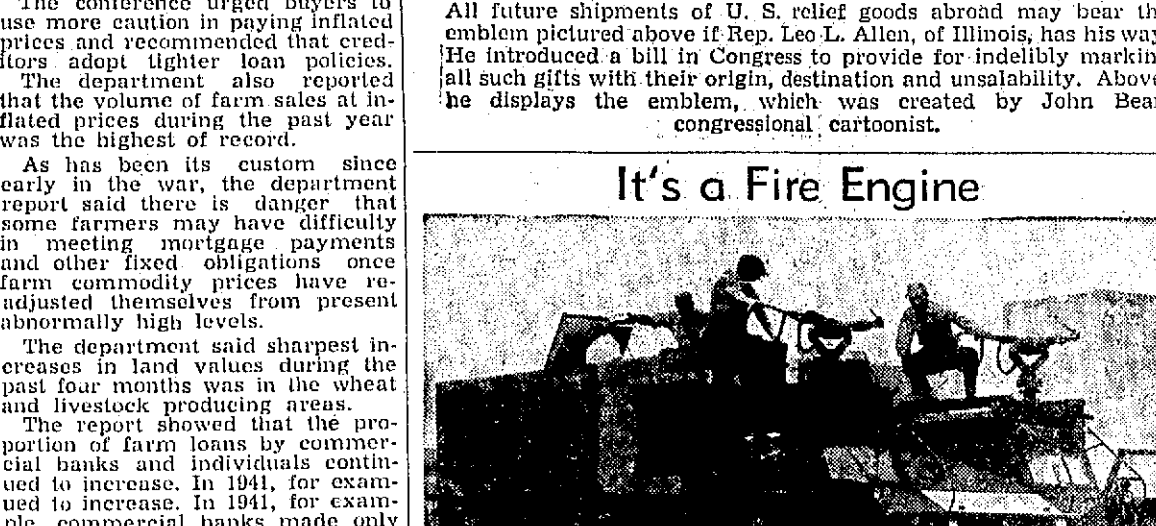 The conference urged buyers to
use more caution in paying inflated
prices and recommended that cred-
itors adopt tighter loan policies.
The department also reported
that the volume of farm sales at in-
flated prices during the past year
was the highest of record.
As has been its custom since
early in the war, the department
report said there is danger that
some farmers may have difficulty
in meeting mortgage payments
and other fixed obligations once
farm commodity prices have re-
adjusted themselves from present
abnormally high levels.
The department said sharpest in-
creases in land values during the
past four months was in the wheat
and livestock producing areas.
The report showed that the pro-
portion of farm loans by commer-
cial banks and individuals contin-
ued to increase. In 1941, for exam-
ued to increase. In 1941, for exam-
ple, commercial banks made only
All future shipments of U. S. relief goods abroad may bear th
emblem pictured above if Rep. Leo L. Allen, of Illinois, has his way
He introduced a bill in Congress to provide for indelibly markin
all such gifts with their origin, destination and unsalability. Above
he displays the emblem, which was created by John Bear
congressional cartoonist.
It's a Fire Engine